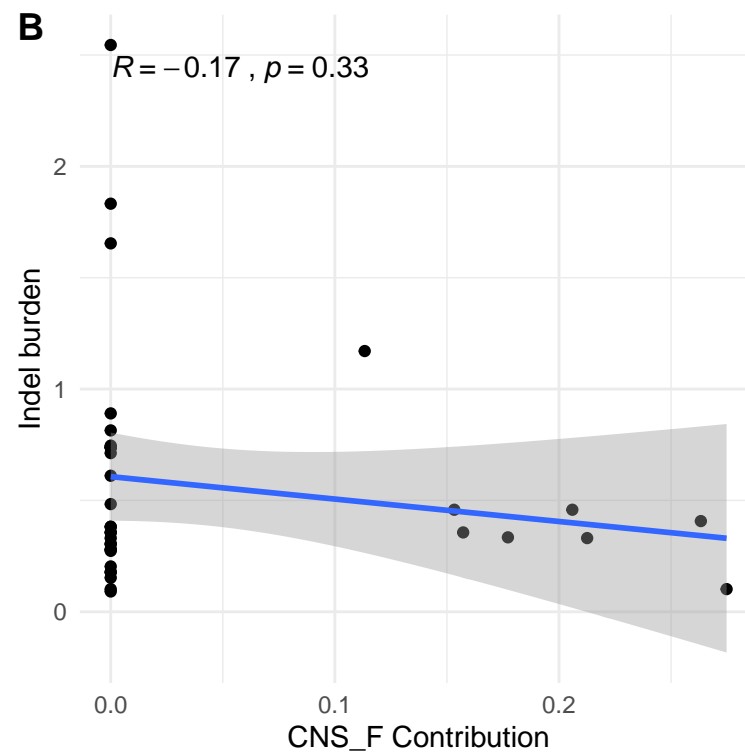 B
R = −0.17 , p = 0.33
2
1
0
Indel burden
0.0 0.1 0.2
CNS_F Contribution